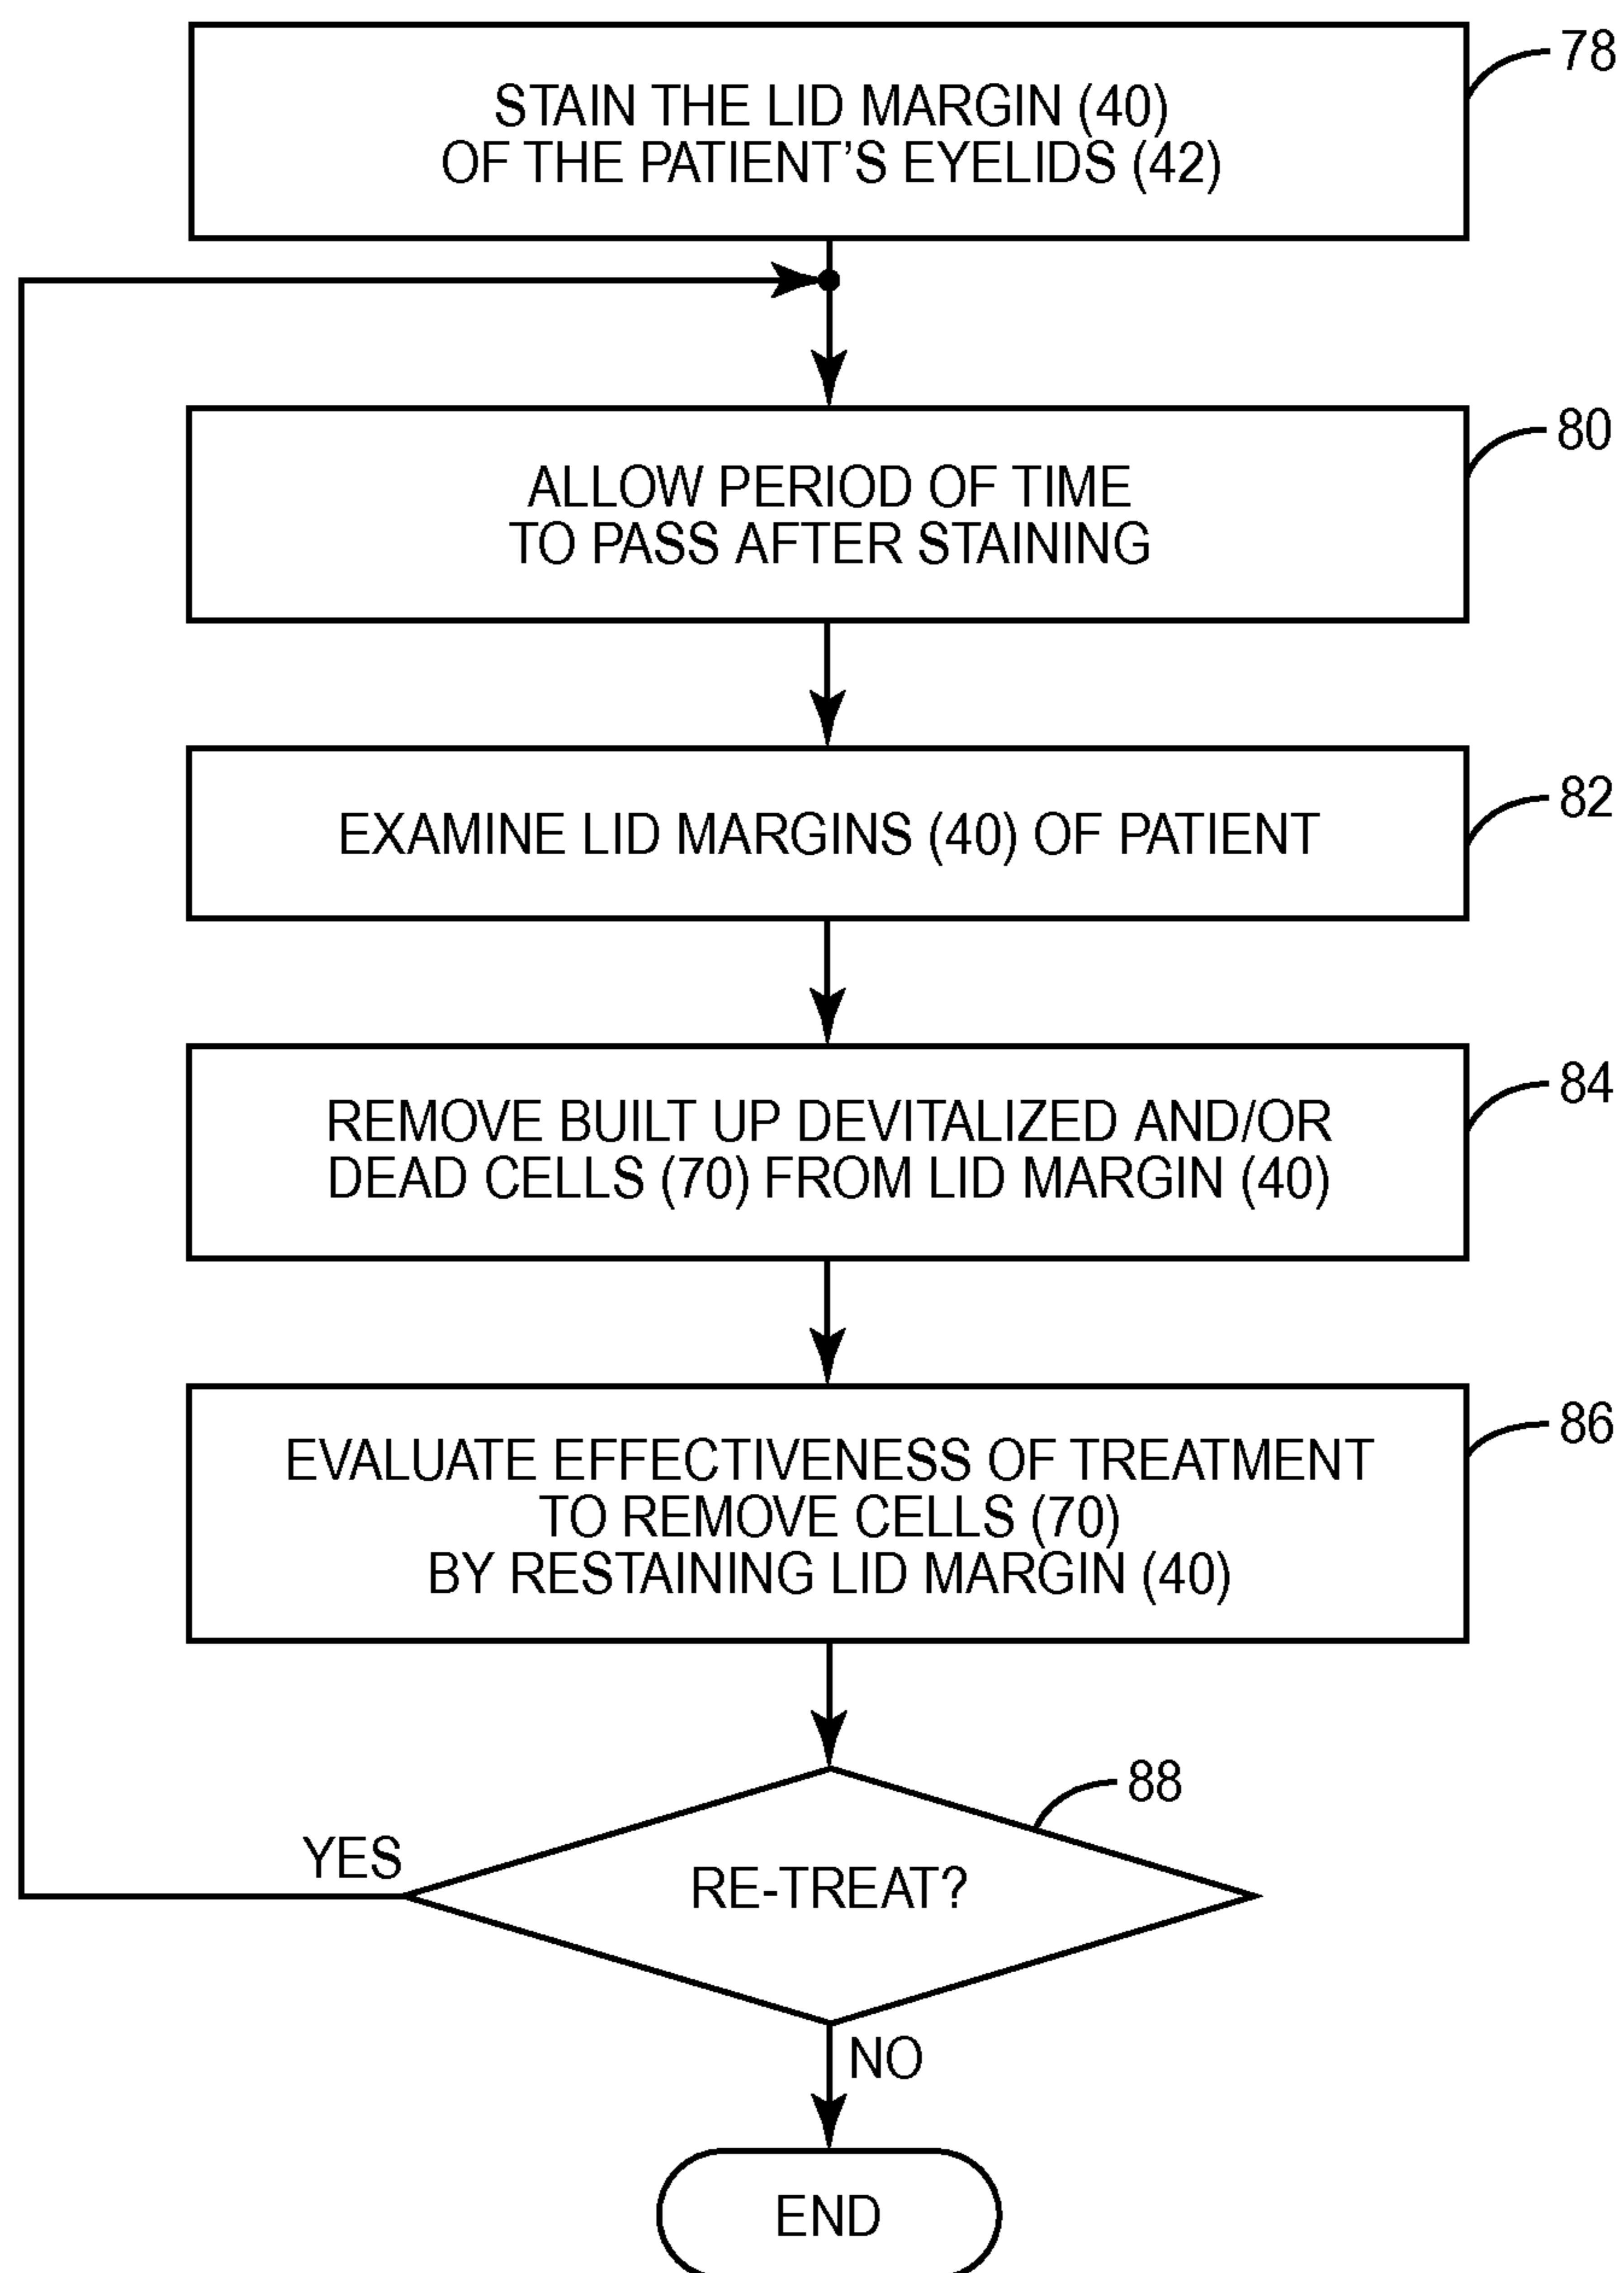 78
STAIN THE LID MARGIN (40)
OF THE PATIENT'S EYELIDS (42)
80
ALLOW PERIOD OF TIME
TO PASS AFTER STAINING
82
EXAMINE LID MARGINS (40) OF PATIENT
84
REMOVE BUILT UP DEVITALIZED AND/OR
DEAD CELLS (70) FROM LID MARGIN (40)
86
EVALUATE EFFECTIVENESS OF TREATMENT
TO REMOVE CELLS (70)
BY RESTAINING LID MARGIN (40)
88
YES
RE-TREAT?
NO
END